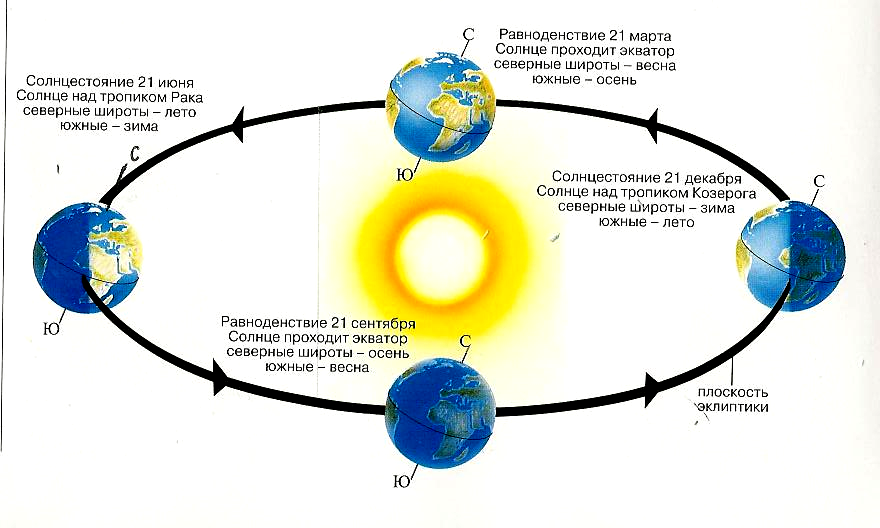 С
Равноденствие 21 марта
Солнце проходит экватор
северные широты – весна
южные – осень
Солнцестояние 21 июня
Солнце над тропиком Рака
северные широты – лето
южные – зима
С
Ю
Солнцестояние 21 декабря
Солнце над тропиком Козерога
северные широты – зима
южные – лето
С
Ю
Равноденствие 21 сентября
Солнце проходит экватор
северные широты – осень
южные – весна
С
плоскость
эклиптики
Ю